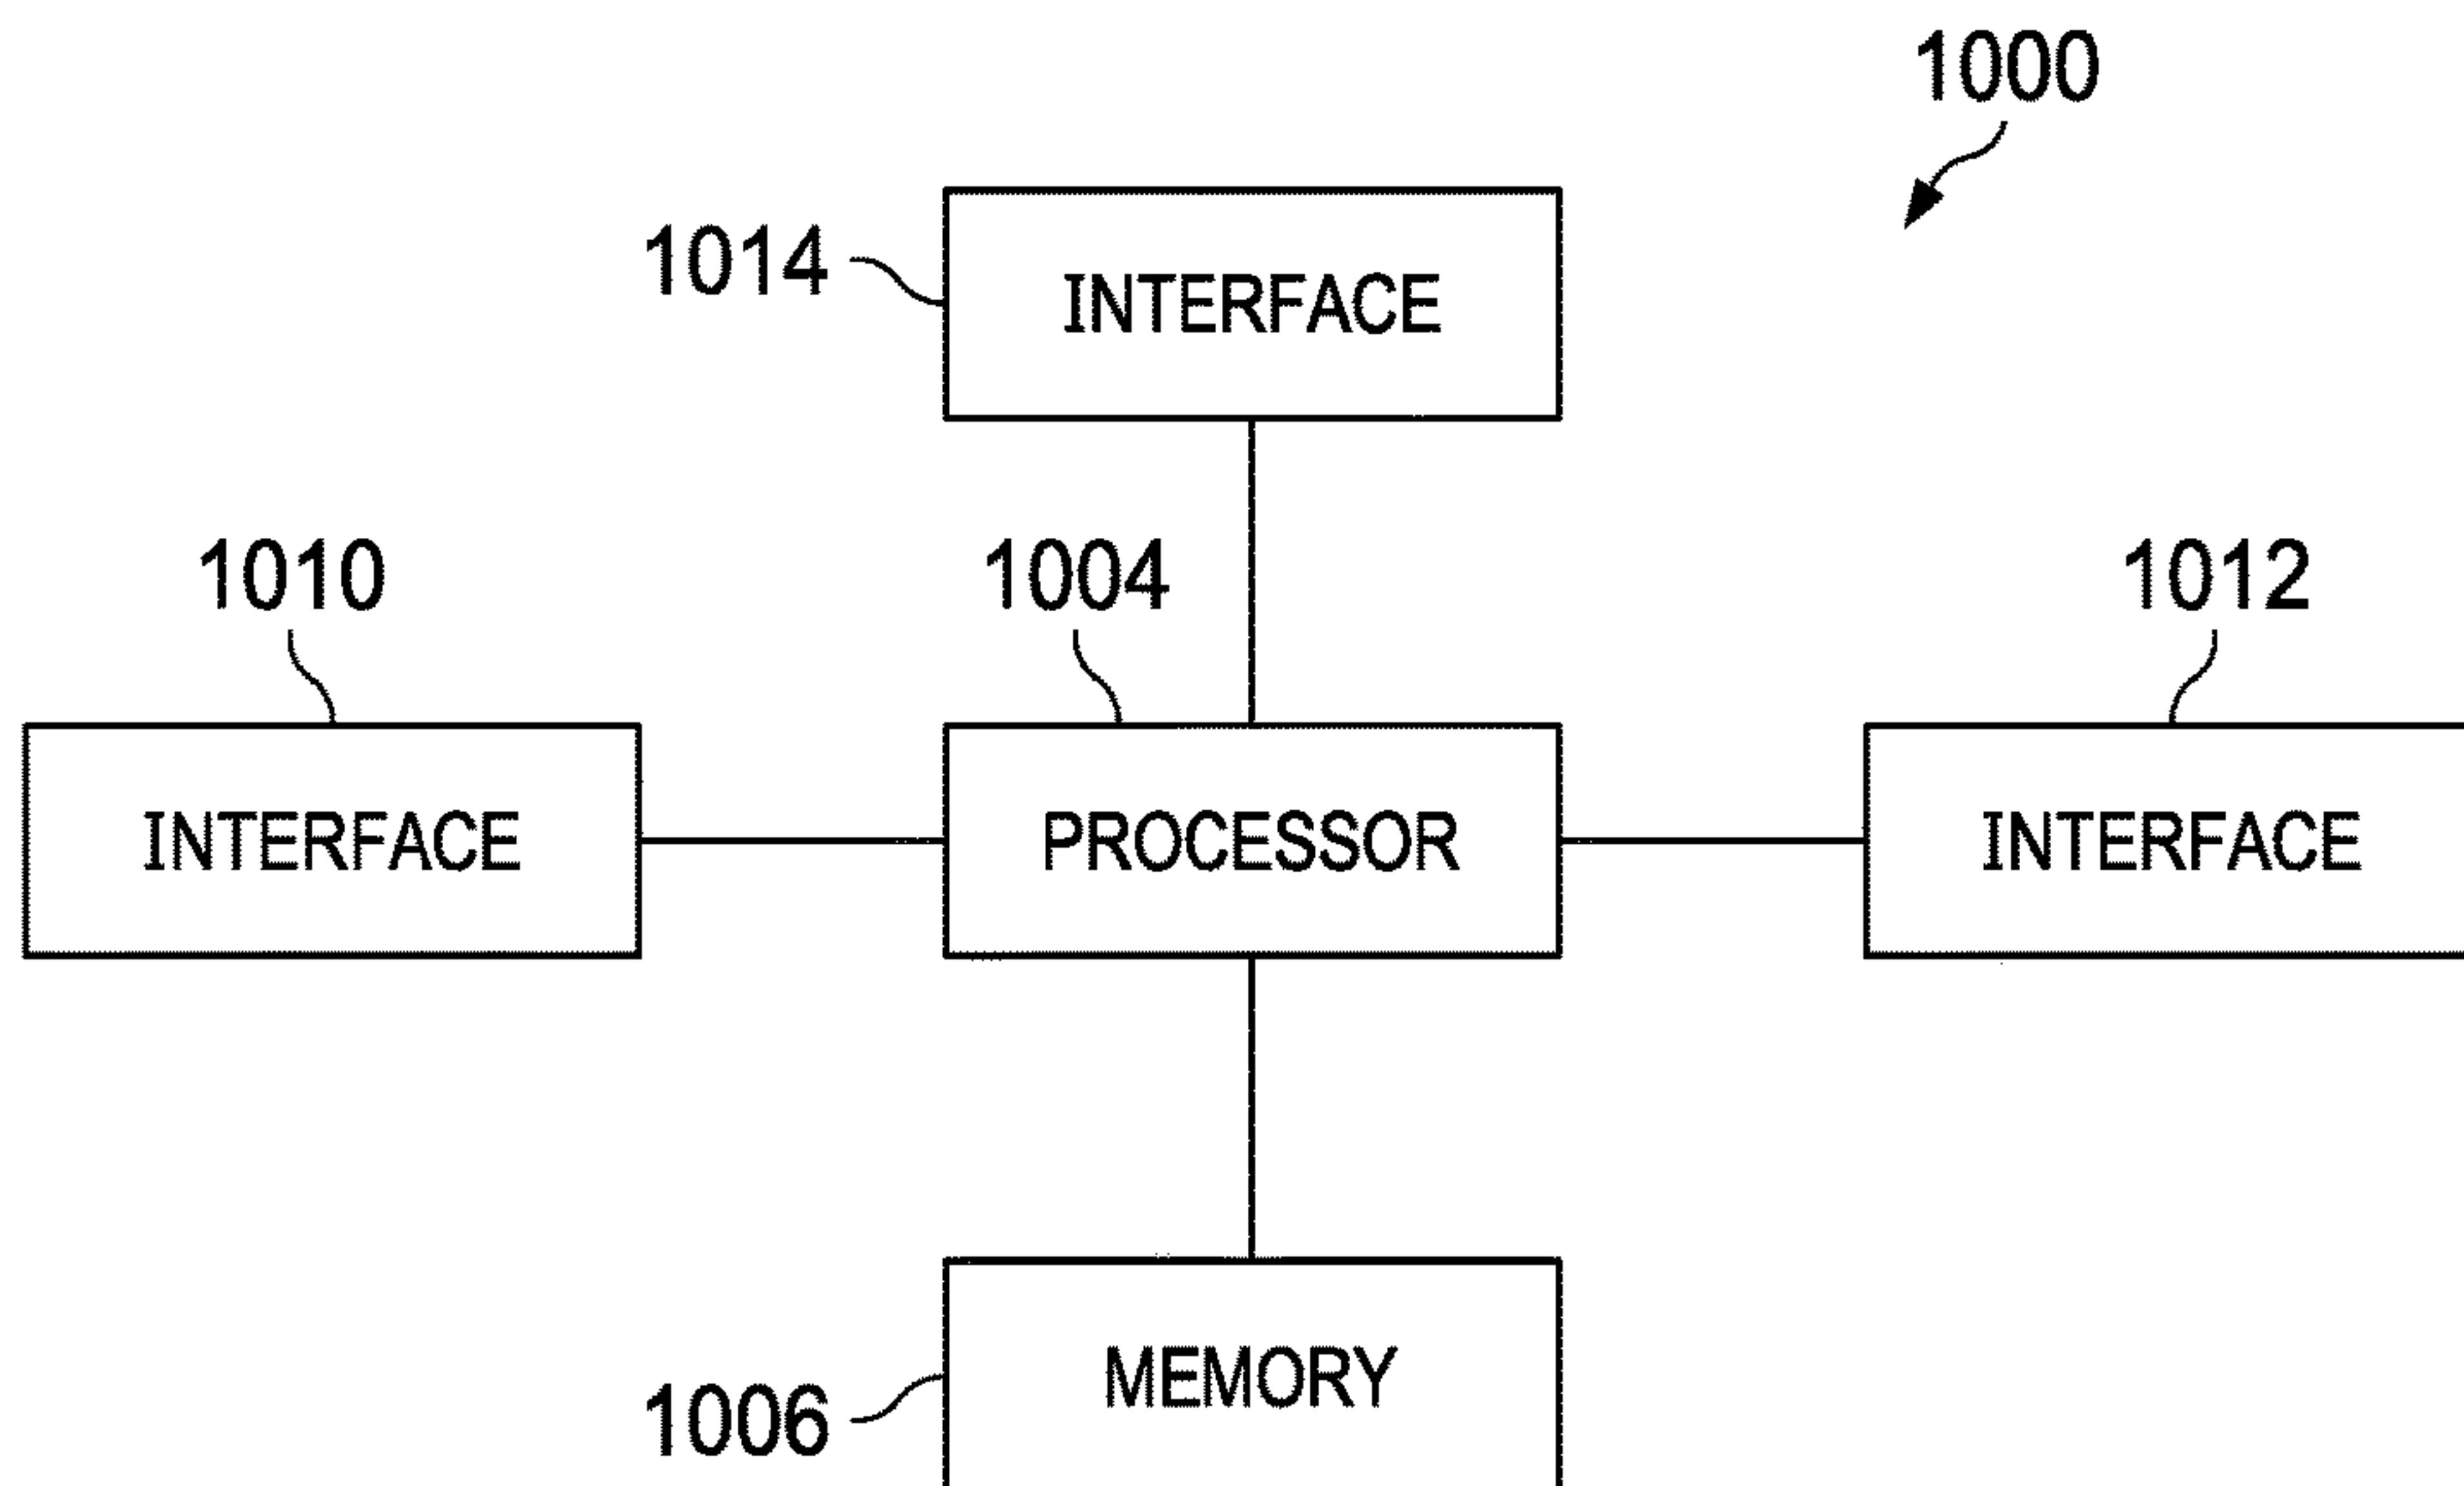 1000
1014
INTERFACE
1010
1004
1012
INTERFACE
PROCESSOR
INTERFACE
MEMORY
1006